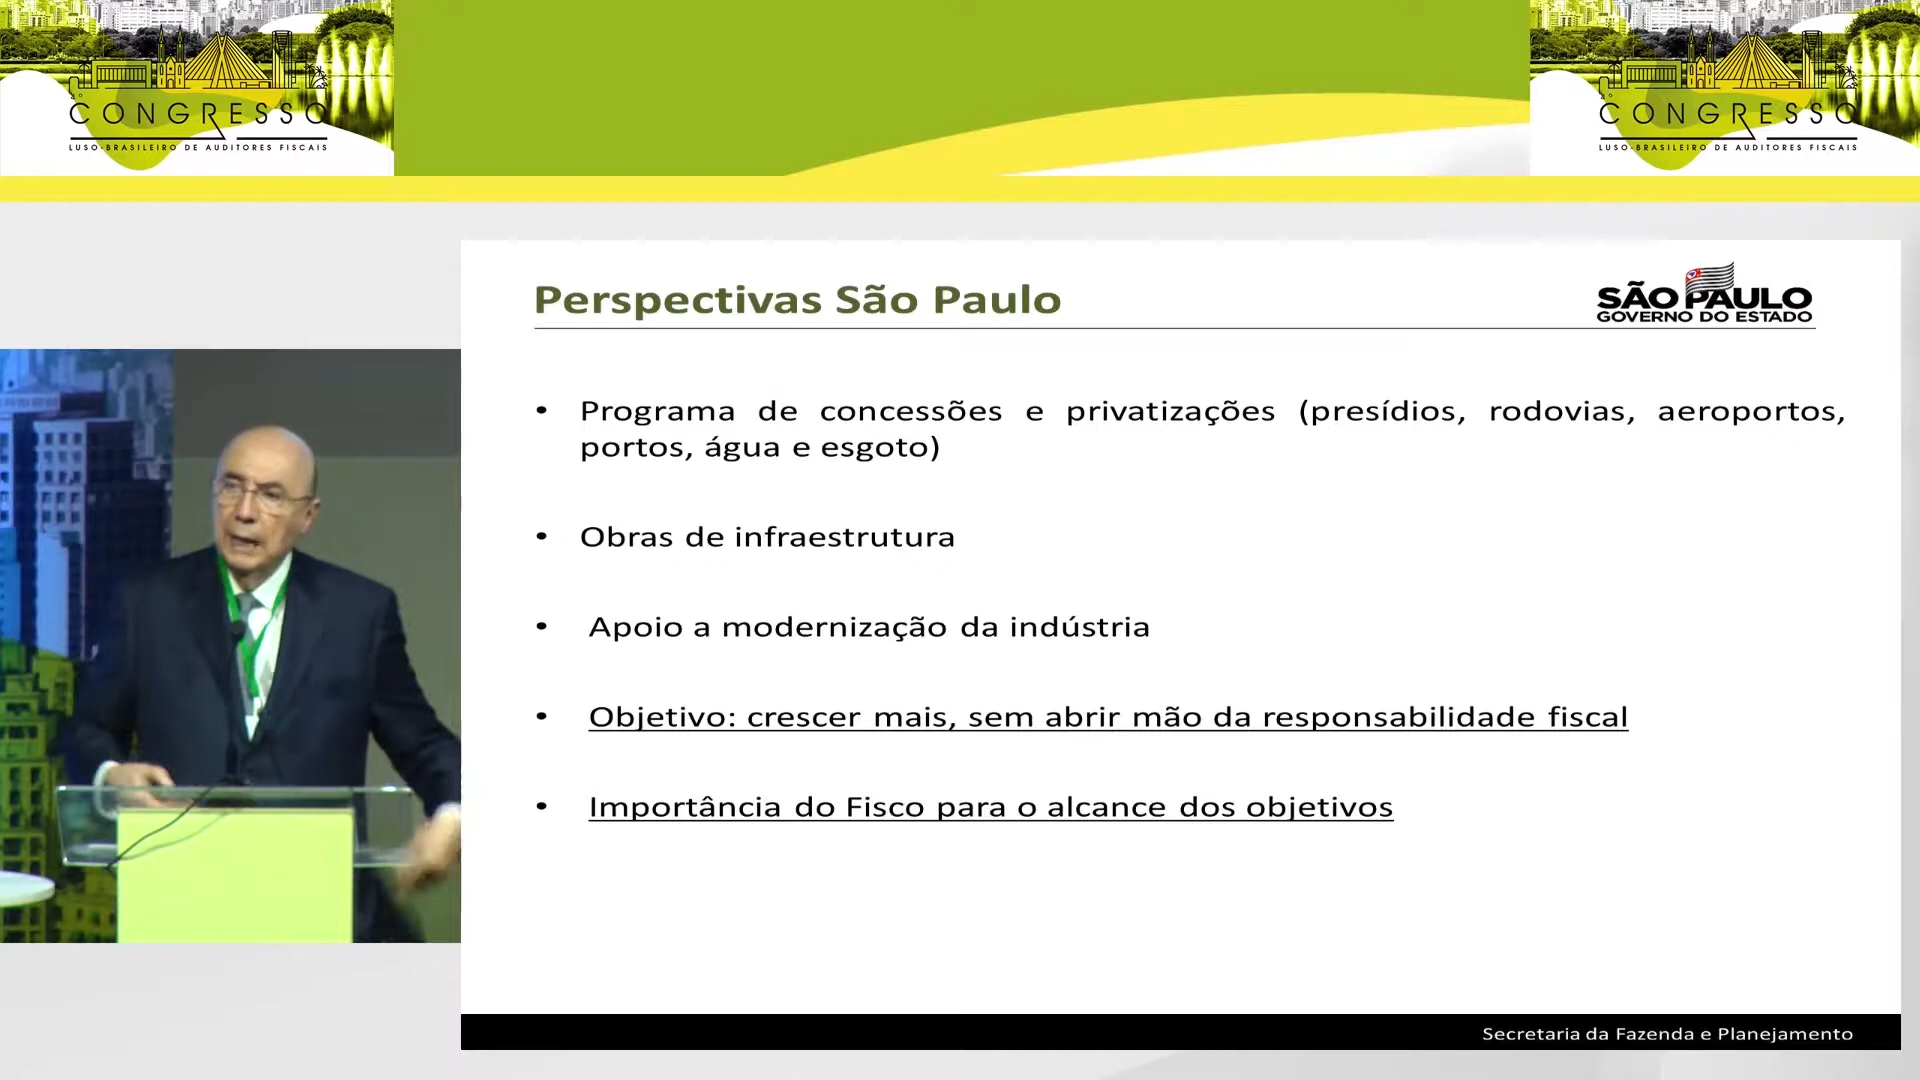 4º
CONGRESSO
LUSO-BRASILEIRO DE AUDITORES FISCAIS
4º
CONGRESSO
LUSO-BRASILEIRO DE AUDITORES FISCAIS
Perspectivas São Paulo
SÃO PAULO
GOVERNO DO ESTADO
• Programa de concessões e privatizações (presídios, rodovias, aeroportos,
portos, água e esgoto)
• Obras de infraestrutura
• Apoio a modernização da indústria
• Objetivo: crescer mais, sem abrir mão da responsabilidade fiscal
• Importância do Fisco para o alcance dos objetivos
Secretaria da Fazenda e Planejamento